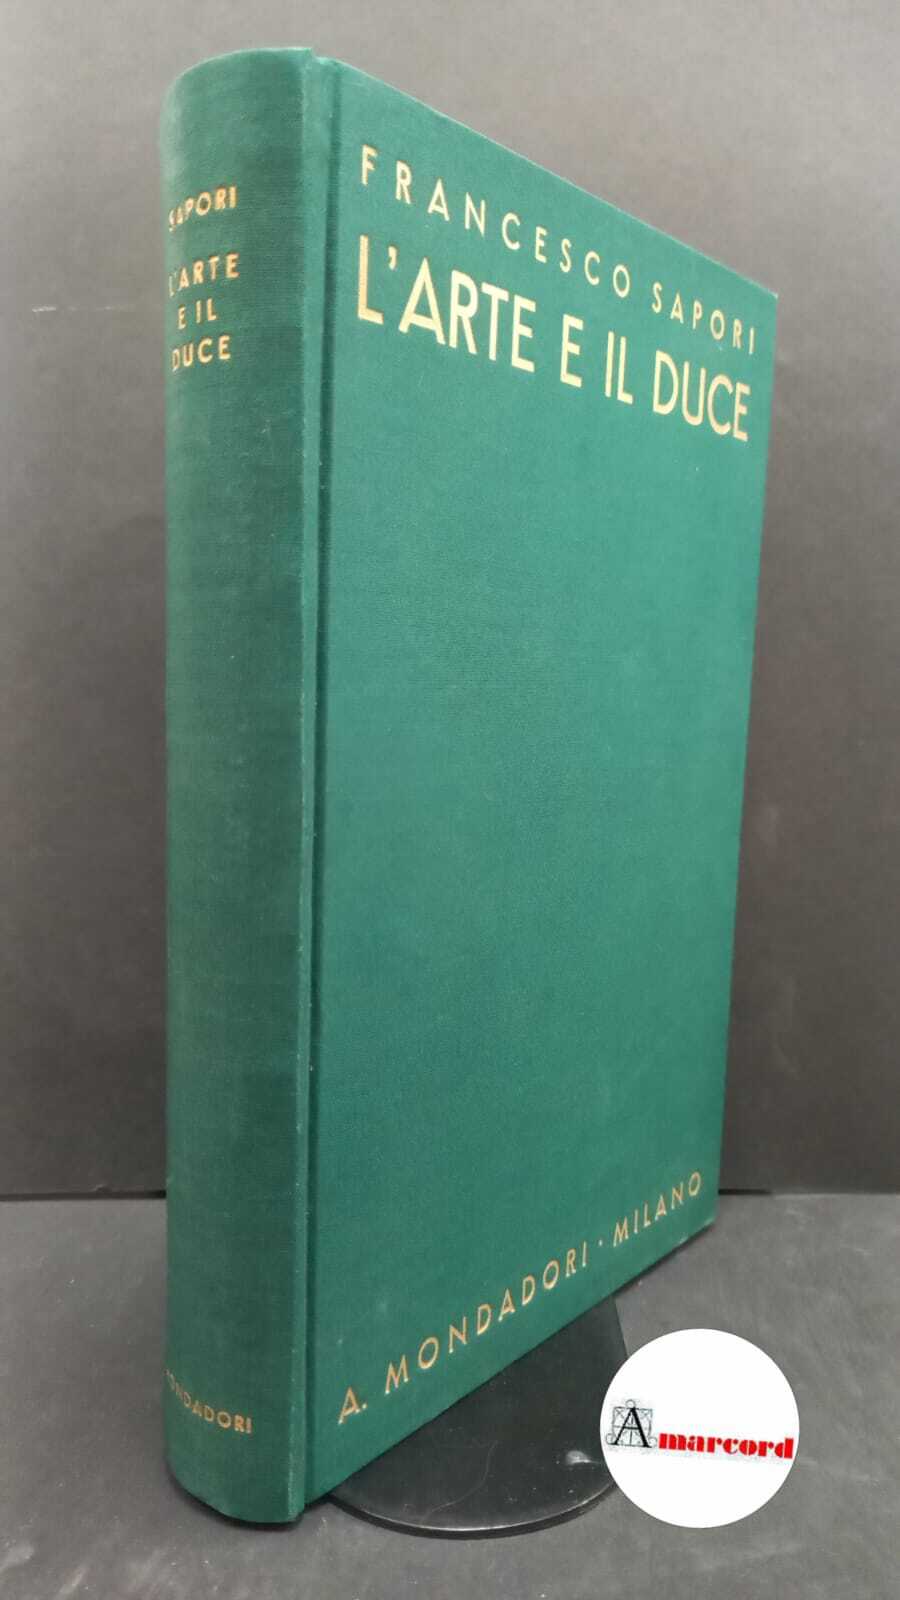 SAPORI
L'ARTE
E IL
DUCE
MONDADORI
FRANCESCO SAPORI
L'ARTE E IL DUCE
A. MONDADORI · MILANO
Amarcord